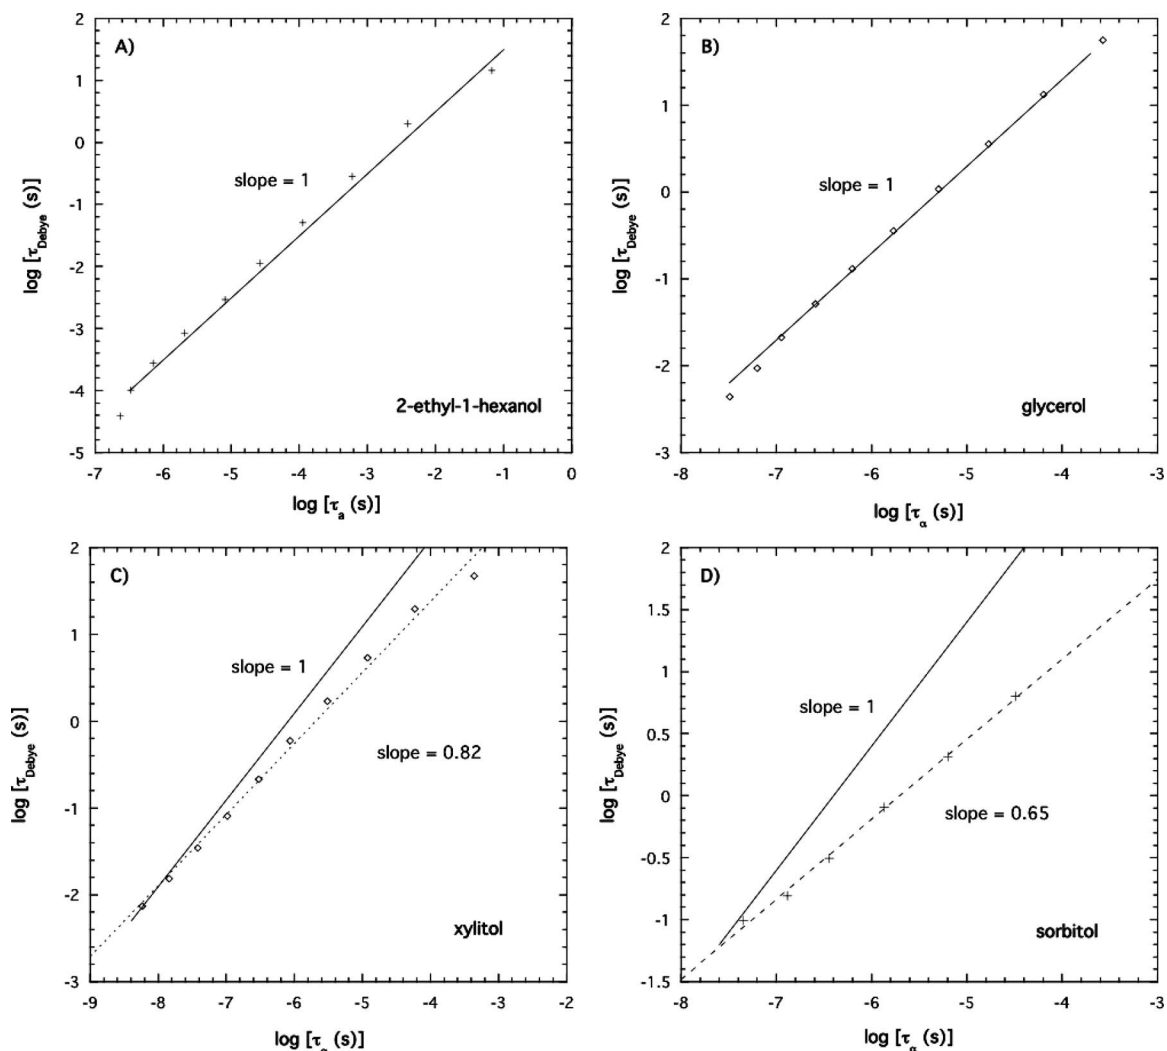 A)
log [τDebye (s)]
2
1
0
-1
-2
-3
-4
-5
slope = 1
2-ethyl-1-hexanol
-7 -6 -5 -4 -3 -2 -1 0
log [τa (s)]
B)
log [τDebye (s)]
2
1
0
-1
-2
-3
slope = 1
glycerol
-8 -7 -6 -5 -4 -3
log [τα (s)]
C)
log [τDebye (s)]
2
1
0
-1
-2
-3
slope = 1
slope = 0.82
xylitol
-9 -8 -7 -6 -5 -4 -3 -2
log [τα (s)]
D)
log [τDebye (s)]
2
1.5
1
0.5
0
-0.5
-1
-1.5
slope = 1
slope = 0.65
sorbitol
-8 -7 -6 -5 -4 -3
log [τα (s)]